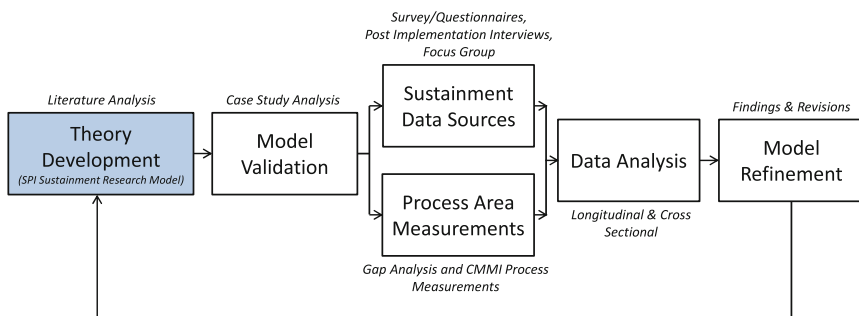 Literature Analysis
Theory
Development
(SPI Sustainment Research Model)
Case Study Analysis
Model
Validation
Survey/Questionnaires,
Post Implementation Interviews,
Focus Group
Sustainment
Data Sources
Process Area
Measurements
Gap Analysis and CMMI Process
Measurements
Data Analysis
Longitudinal & Cross
Sectional
Findings & Revisions
Model
Refinement